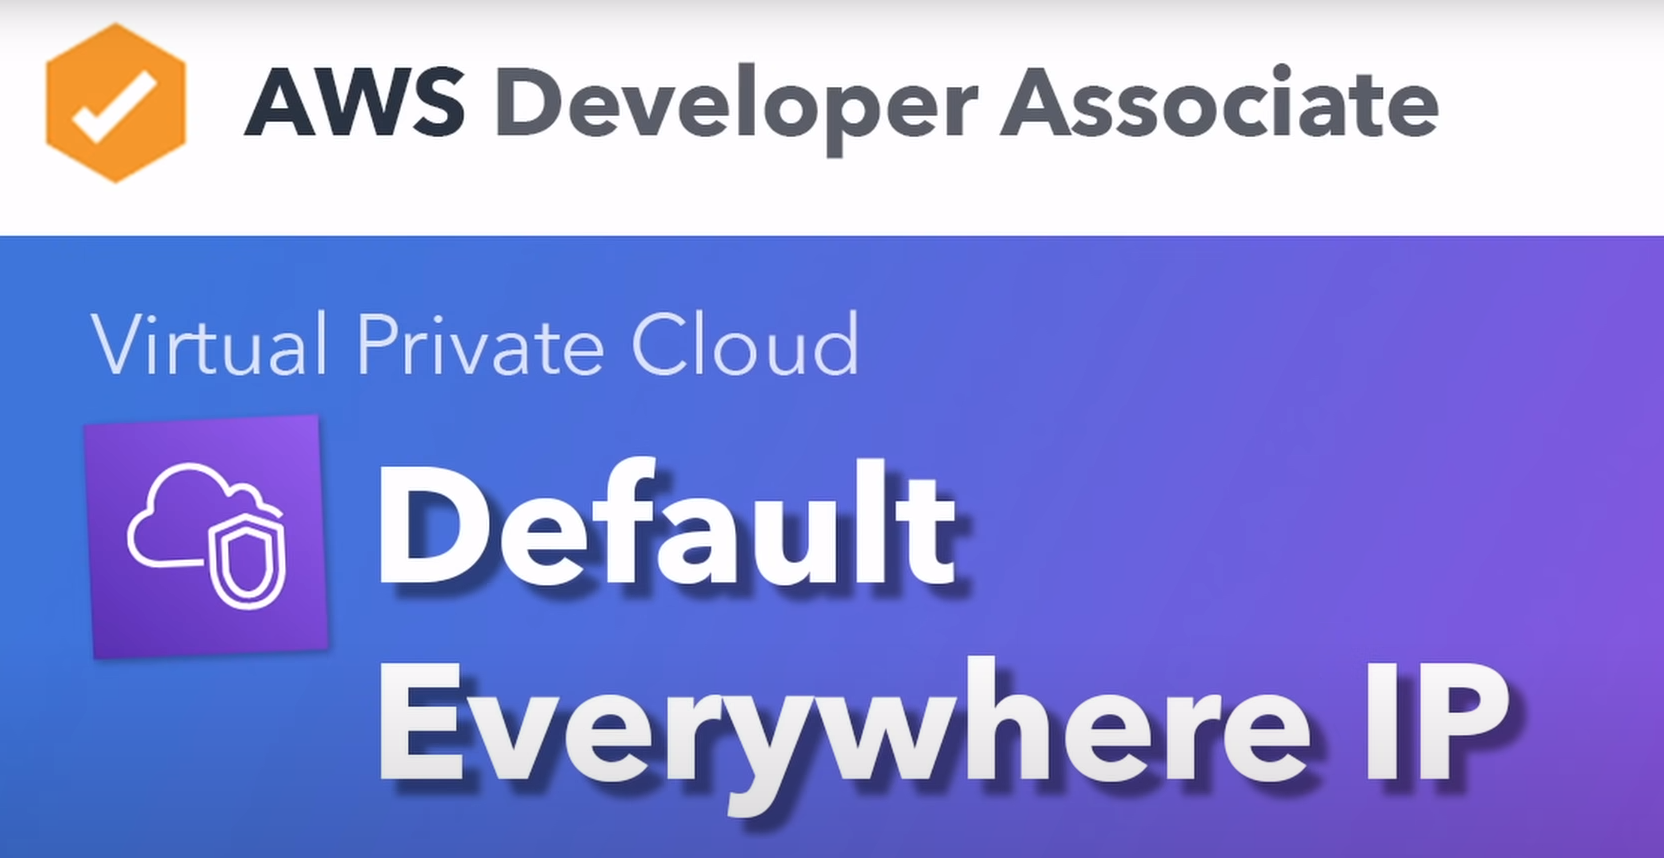 AWS Developer Associate
Virtual Private Cloud
Default
Everywhere IP